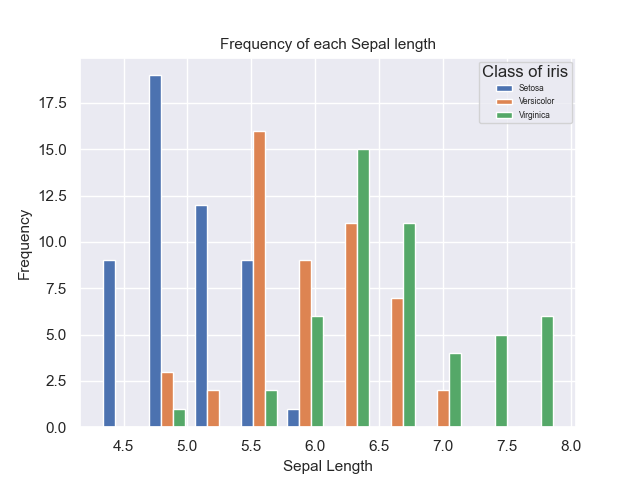 Frequency of each Sepal length
Class of iris
Setosa
Versicolor
Virginica
17.5
15.0
12.5
10.0
7.5
5.0
2.5
0.0
Frequency
4.5 5.0 5.5 6.0 6.5 7.0 7.5 8.0
Sepal Length